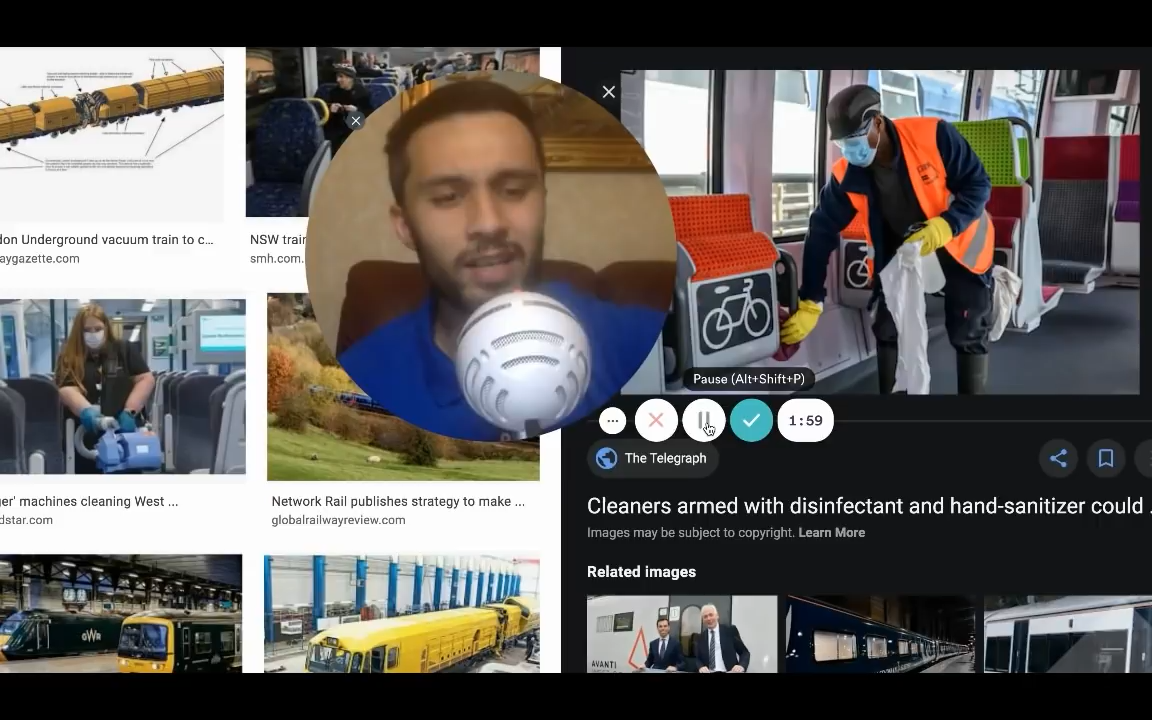 don Underground vacuum train to c...
aygazette.com
NSW train
smh.com.
er' machines cleaning West ...
dstar.com
Network Rail publishes strategy to make ...
globalrailwayreview.com
GWR
Pause (Alt+Shift+P)
1:59
The Telegraph
Cleaners armed with disinfectant and hand-sanitizer could .
Images may be subject to copyright. Learn More
Related images
AVANTI